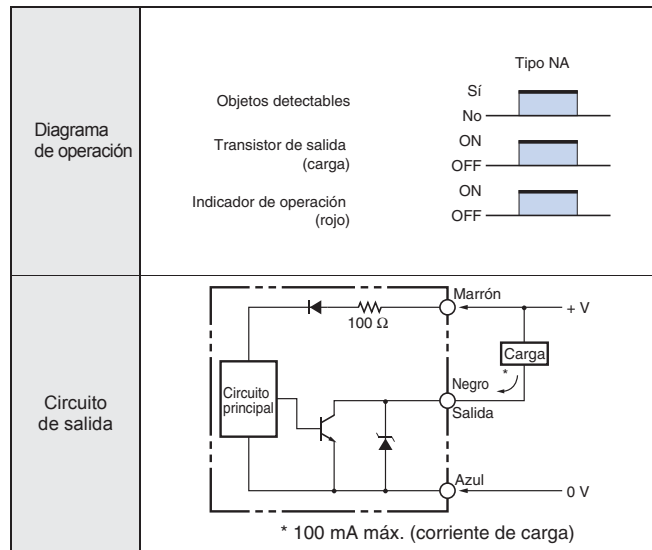 Diagrama
de operación
Tipo NA
Objetos detectables
Sí
No
Transistor de salida
(carga)
ON
OFF
Indicador de operación
(rojo)
ON
OFF
Circuito
de salida
Marrón
100 Ω
+ V
Carga
*
Circuito
principal
Negro
Salida
Azul
0 V
* 100 mA máx. (corriente de carga)